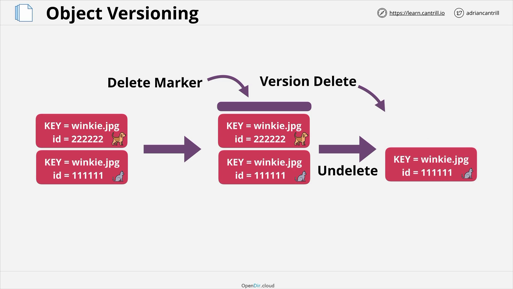 Object Versioning
https://learn.cantrill.io
adriancantrill
Delete Marker
Version Delete
KEY = winkie.jpg
id = 222222
KEY = winkie.jpg
id = 111111
KEY = winkie.jpg
id = 222222
KEY = winkie.jpg
id = 111111
Undelete
KEY = winkie.jpg
id = 111111
OpenDir.cloud